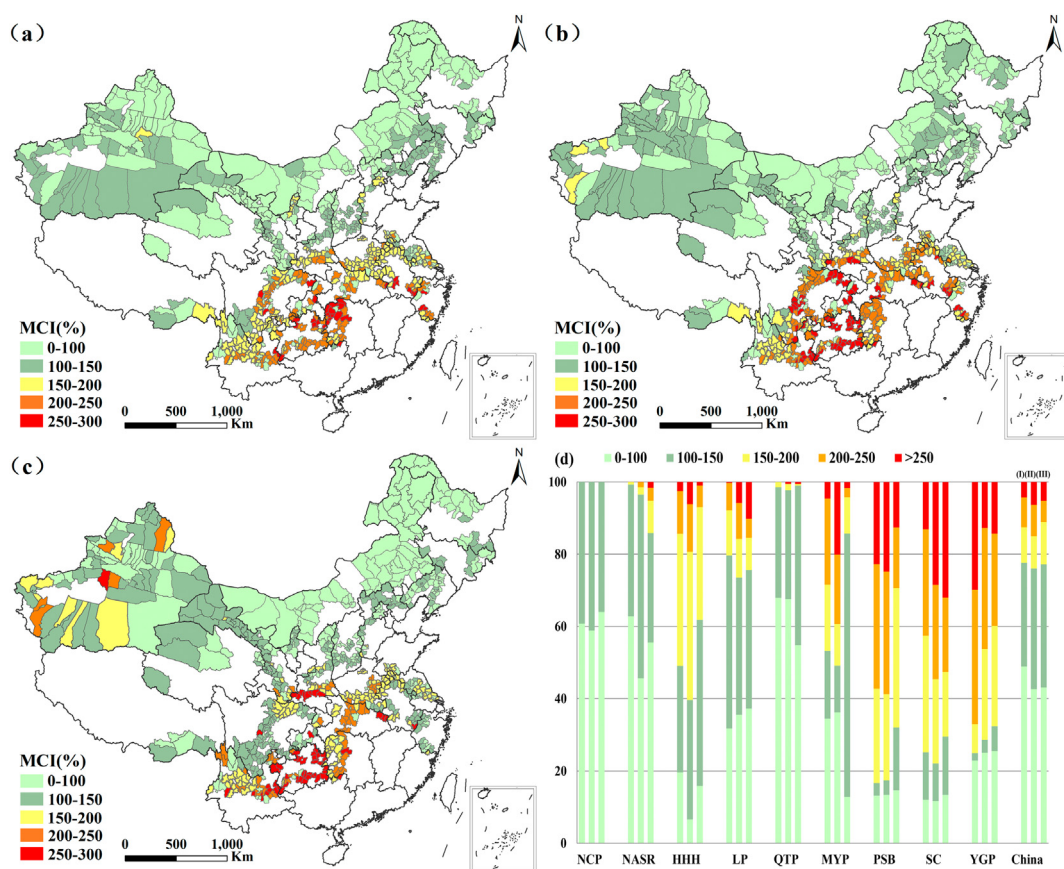 (a)
N
MCI(%)
0-100
100-150
150-200
200-250
250-300
0 500 1,000
Km
(b)
N
MCI(%)
0-100
100-150
150-200
200-250
250-300
0 500 1,000
Km
(c)
N
MCI(%)
0-100
100-150
150-200
200-250
250-300
0 500 1,000
Km
(d)
0-100 100-150 150-200 200-250 >250
(I)(II)(III)
100
80
60
40
20
0
NCP NASR HHH LP QTP MYP PSB SC YGP China